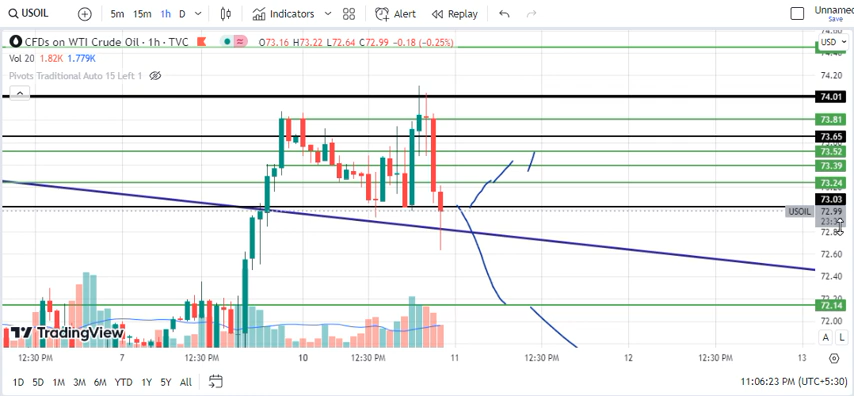 USOIL 5m 15m 1h D Indicators Alert Replay Unnamed
Save
CFDs on WTI Crude Oil · 1h · TVC O73.16 H73.22 L72.64 C72.99 −0.18 (−0.25%) USD
Vol 20 1.82K 1.779K
Pivots Traditional Auto 15 Left 1
74.20
74.01
73.81
73.65
73.52
73.39
73.24
73.03
USOIL 72.99
72.60
72.40
72.14
72.00
TradingView A L
12:30 PM 7 12:30 PM 10 12:30 PM 11 12:30 PM 12 12:30 PM 13
1D 5D 1M 3M 6M YTD 1Y 5Y All 11:06:23 PM (UTC+5:30)